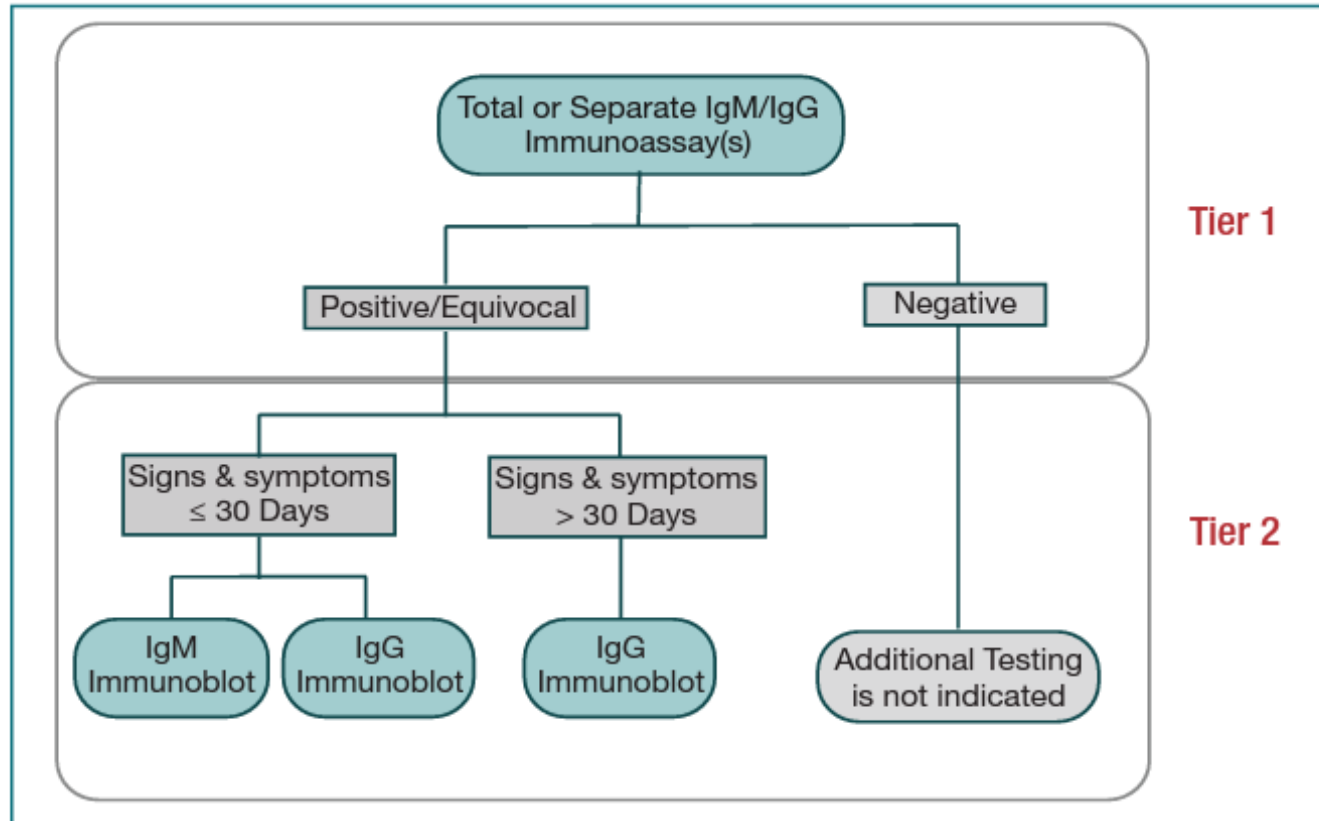 Total or Separate IgM/IgG
Immunoassay(s)
Tier 1
Positive/Equivocal
Negative
Signs & symptoms
≤ 30 Days
Signs & symptoms
> 30 Days
Tier 2
IgM
Immunoblot
IgG
Immunoblot
IgG
Immunoblot
Additional Testing
is not indicated